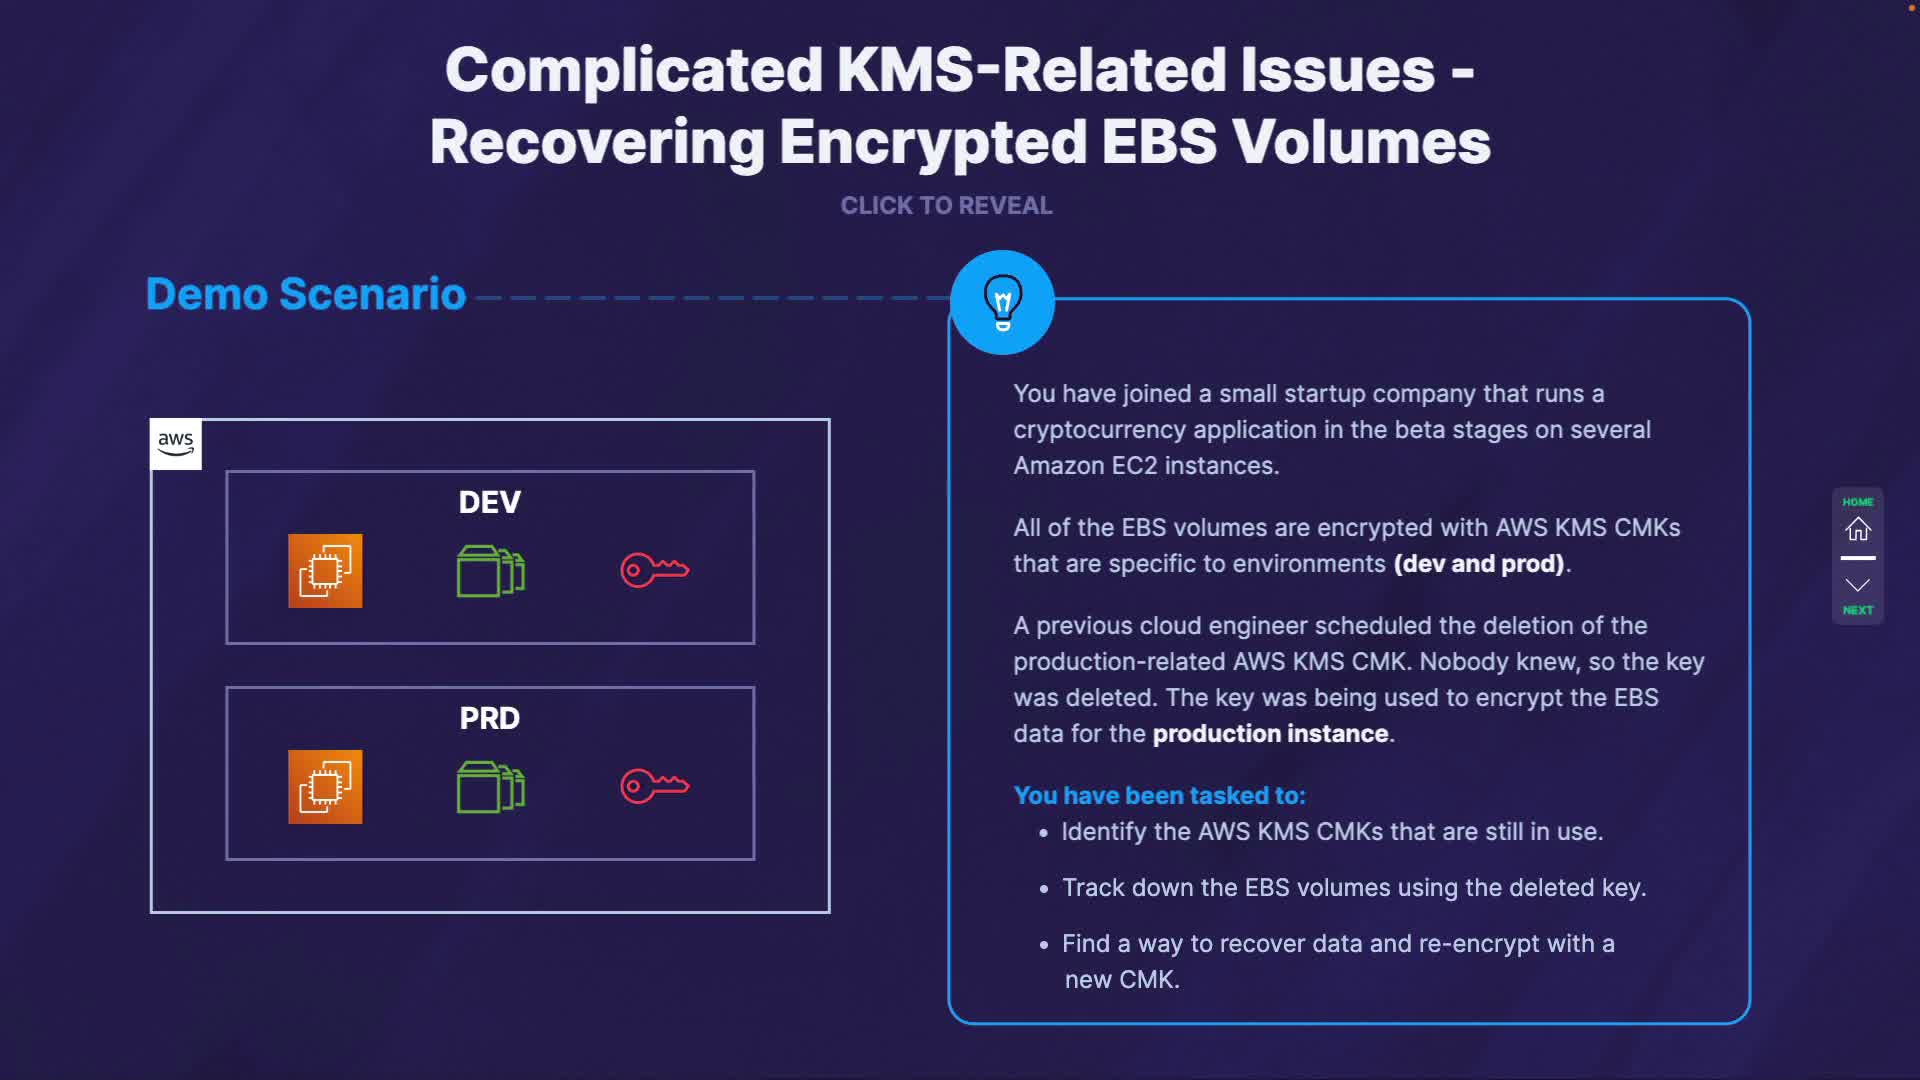 Complicated KMS-Related Issues -
Recovering Encrypted EBS Volumes
CLICK TO REVEAL
Demo Scenario
aws
DEV
PRD
You have joined a small startup company that runs a
cryptocurrency application in the beta stages on several
Amazon EC2 instances.
All of the EBS volumes are encrypted with AWS KMS CMKs
that are specific to environments (dev and prod).
A previous cloud engineer scheduled the deletion of the
production-related AWS KMS CMK. Nobody knew, so the key
was deleted. The key was being used to encrypt the EBS
data for the production instance.
You have been tasked to:
• Identify the AWS KMS CMKs that are still in use.
• Track down the EBS volumes using the deleted key.
• Find a way to recover data and re-encrypt with a
new CMK.
HOME
NEXT